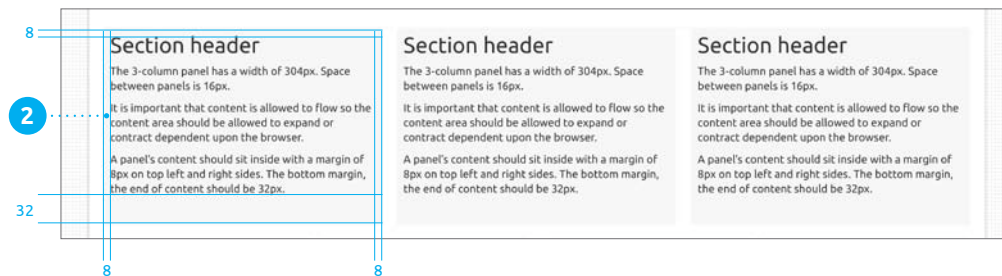 8
2
32
8
8
Section header
The 3-column panel has a width of 304px. Space
between panels is 16px.
It is important that content is allowed to flow so the
content area should be allowed to expand or
contract dependent upon the browser.
A panel's content should sit inside with a margin of
8px on top left and right sides. The bottom margin,
the end of content should be 32px.
Section header
The 3-column panel has a width of 304px. Space
between panels is 16px.
It is important that content is allowed to flow so the
content area should be allowed to expand or
contract dependent upon the browser.
A panel's content should sit inside with a margin of
8px on top left and right sides. The bottom margin,
the end of content should be 32px.
Section header
The 3-column panel has a width of 304px. Space
between panels is 16px.
It is important that content is allowed to flow so the
content area should be allowed to expand or
contract dependent upon the browser.
A panel's content should sit inside with a margin of
8px on top left and right sides. The bottom margin,
the end of content should be 32px.